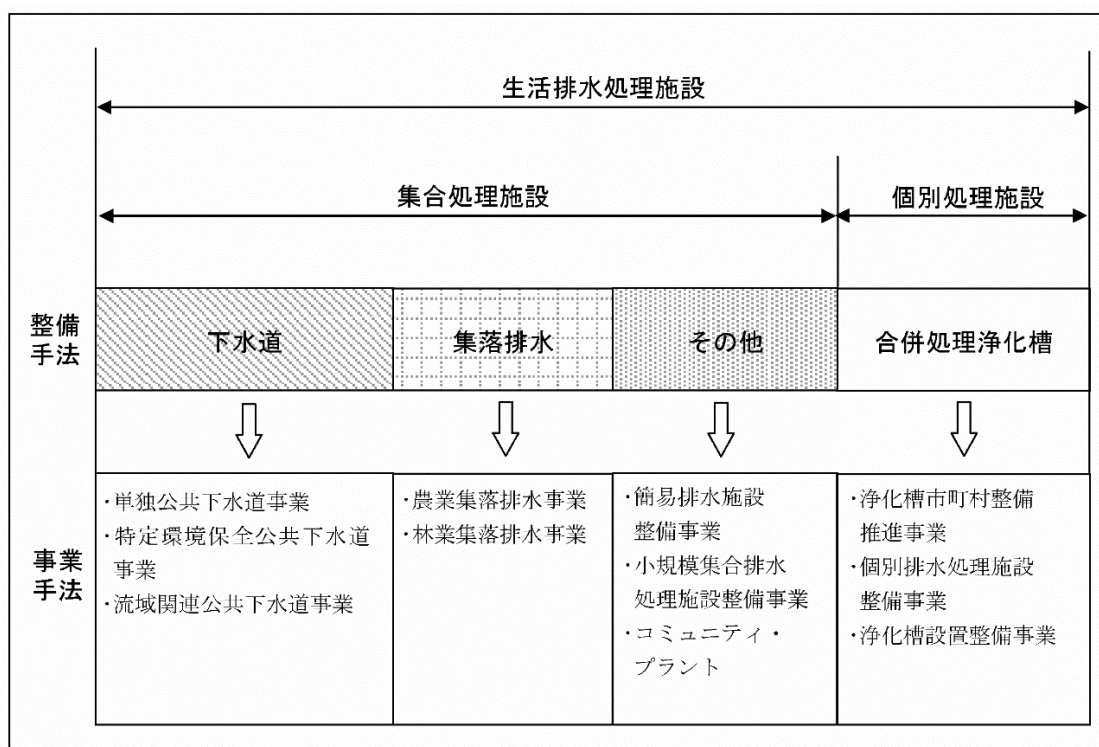 生活排水処理施設
集合処理施設
個別処理施設
整備
手法
下水道
集落排水
その他
合併処理浄化槽
事業
手法
・単独公共下水道事業
・特定環境保全公共下水道
事業
・流域関連公共下水道事業
・農業集落排水事業
・林業集落排水事業
・簡易排水施設
整備事業
・小規模集合排水
処理施設整備事業
・コミュニティ・
プラント
・浄化槽市町村整備
推進事業
・個別排水処理施設
整備事業
・浄化槽設置整備事業